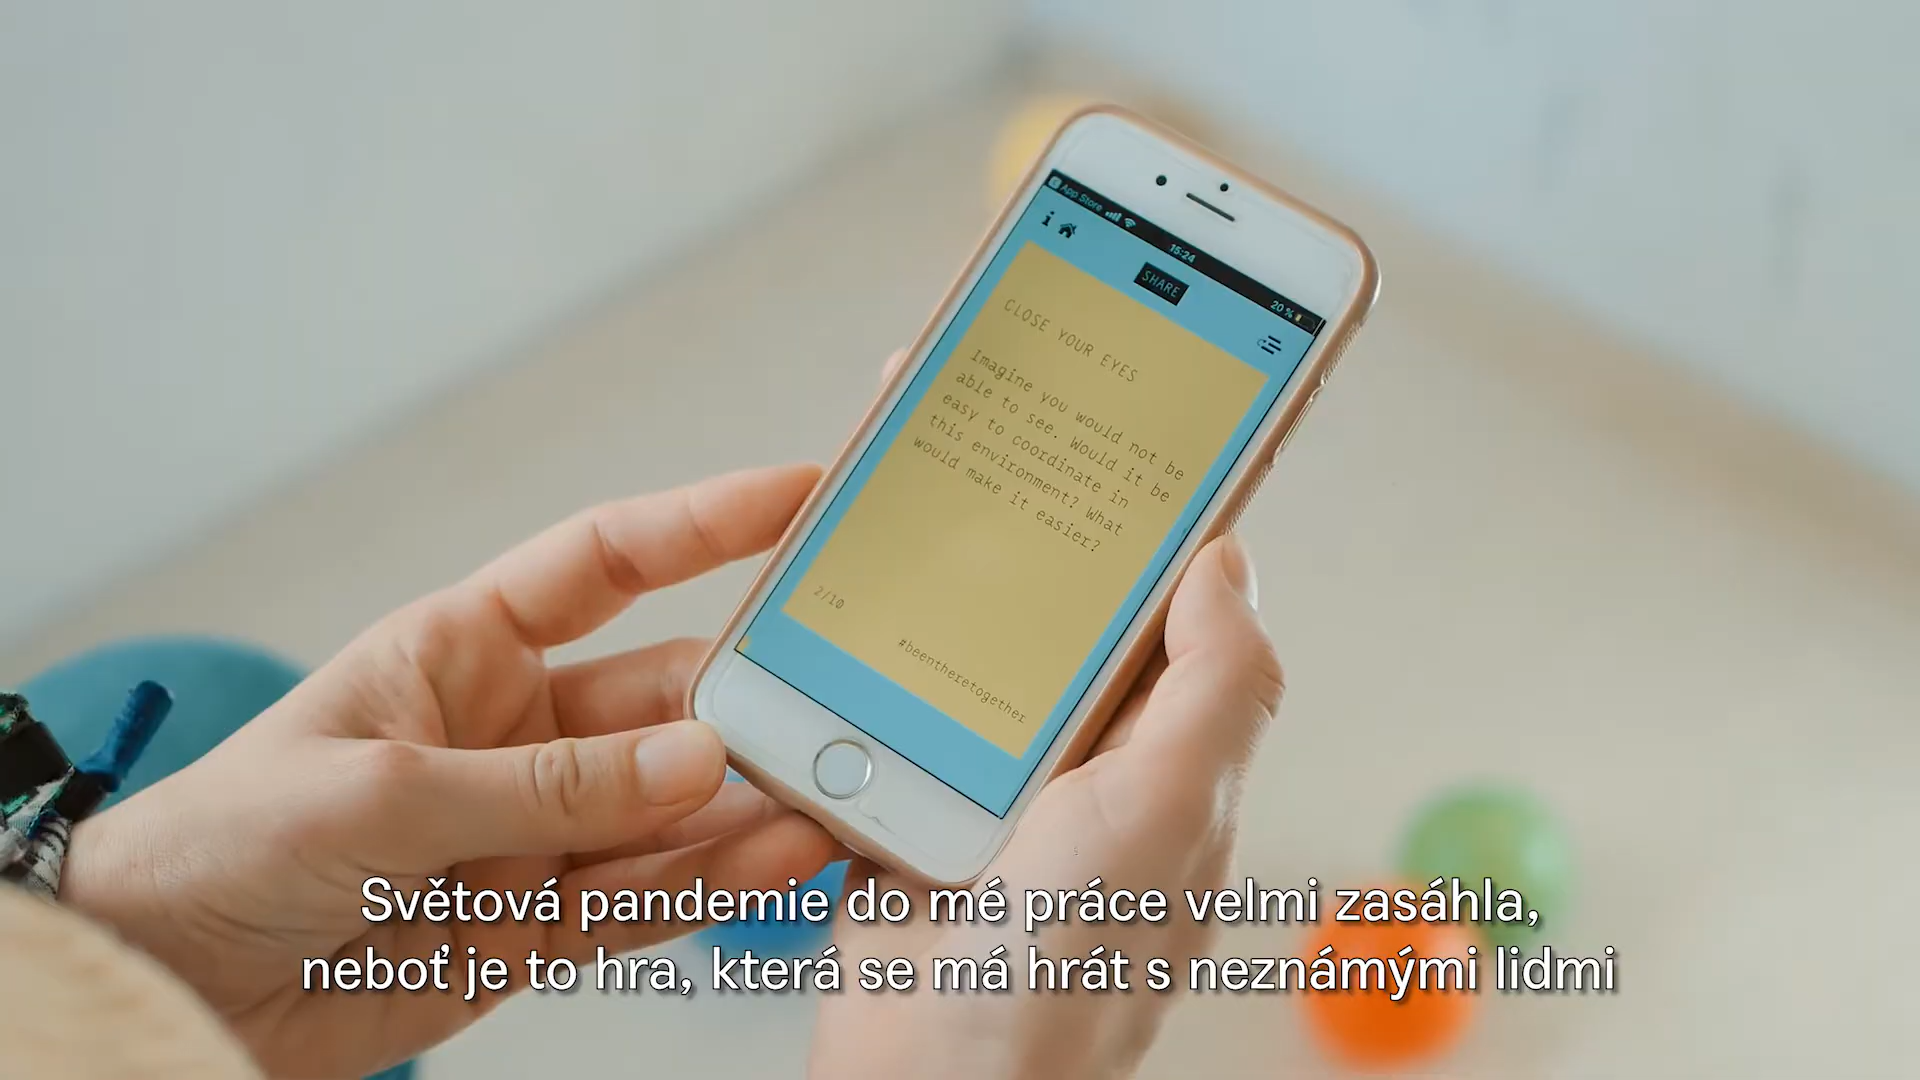 App Store
15:24
20 %
i
SHARE
CLOSE YOUR EYES
Imagine you would not be
able to see. Would it be
easy to coordinate in
this environment? What
would make it easier?
2/10
#beentheretogether
Světová pandemie do mé práce velmi zasáhla,
neboť je to hra, která se má hrát s neznámými lidmi